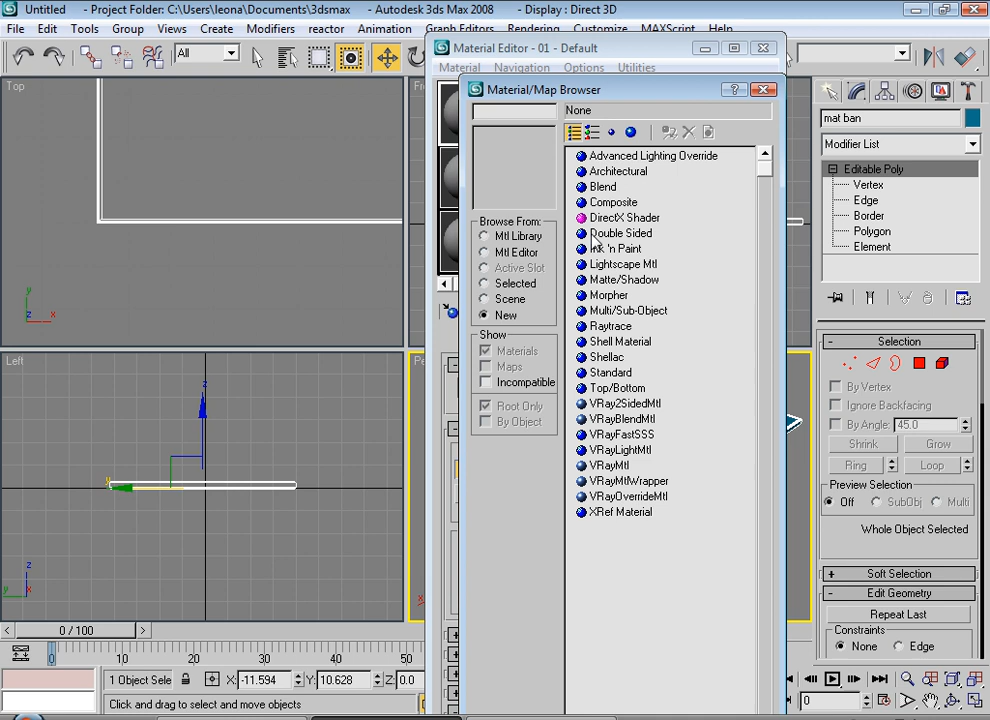 Untitled - Project Folder: C:\Users\leona\Documents\3dsmax - Autodesk 3ds Max 2008 - Display : Direct 3D
File Edit Tools Group Views Create Modifiers reactor Animation Graph Editors Rendering Customize MAXScript Help
All
Material Editor - 01 - Default
Material Navigation Options Utilities
Material/Map Browser
?
None
Top
Advanced Lighting Override
Architectural
Blend
Composite
DirectX Shader
Double Sided
Ink 'n Paint
Lightscape Mtl
Matte/Shadow
Morpher
Multi/Sub-Object
Raytrace
Shell Material
Shellac
Standard
Top/Bottom
VRay2SidedMtl
VRayBlendMtl
VRayFastSSS
VRayLightMtl
VRayMtl
VRayMtlWrapper
VRayOverrideMtl
XRef Material
Browse From:
Mtl Library
Mtl Editor
Active Slot
Selected
Scene
New
Show
Materials
Maps
Incompatible
Root Only
By Object
mat ban
Modifier List
Editable Poly
Vertex
Edge
Border
Polygon
Element
- Selection
By Vertex
Ignore Backfacing
By Angle: 45.0
Shrink Grow
Ring Loop
Preview Selection
Off SubObj Multi
Whole Object Selected
+ Soft Selection
- Edit Geometry
Repeat Last
Constraints
None Edge
y
z x
Left
z
y
z
y x
< 0 / 100 >
0 10 20 30 40 50
1 Object Sele X: -11.594 Y: 10.628 Z: 0.0
Click and drag to select and move objects
0